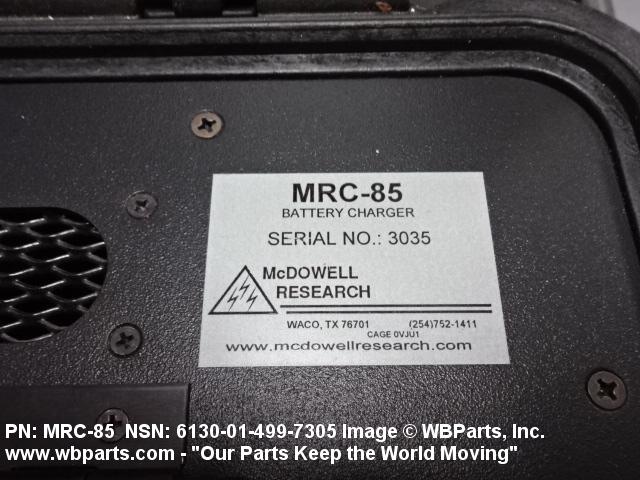 MRC-85
BATTERY CHARGER
SERIAL NO.: 3035
McDOWELL
RESEARCH
WACO, TX 76701 (254)752-1411
CAGE 0VJU1
www.mcdowellresearch.com
PN: MRC-85 NSN: 6130-01-499-7305 Image © WBParts, Inc.
www.wbparts.com - "Our Parts Keep the World Moving"